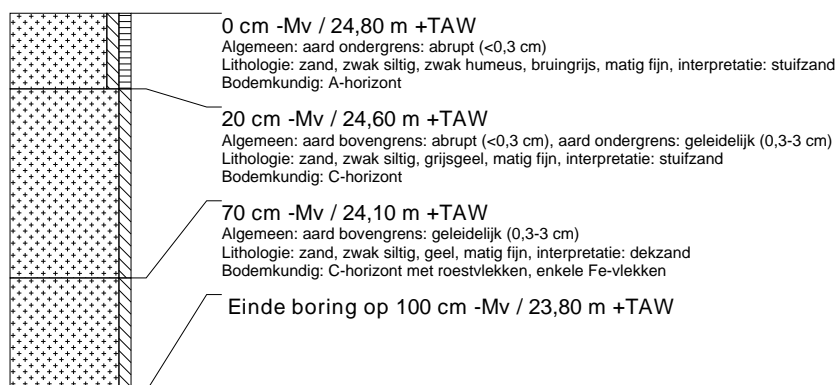 0 cm -Mv / 24,80 m +TAW
Algemeen: aard ondergrens: abrupt (<0,3 cm)
Lithologie: zand, zwak siltig, zwak humeus, bruingrijs, matig fijn, interpretatie: stuifzand
Bodemkundig: A-horizont
20 cm -Mv / 24,60 m +TAW
Algemeen: aard bovengrens: abrupt (<0,3 cm), aard ondergrens: geleidelijk (0,3-3 cm)
Lithologie: zand, zwak siltig, grijsgeel, matig fijn, interpretatie: stuifzand
Bodemkundig: C-horizont
70 cm -Mv / 24,10 m +TAW
Algemeen: aard bovengrens: geleidelijk (0,3-3 cm)
Lithologie: zand, zwak siltig, geel, matig fijn, interpretatie: dekzand
Bodemkundig: C-horizont met roestvlekken, enkele Fe-vlekken
Einde boring op 100 cm -Mv / 23,80 m +TAW